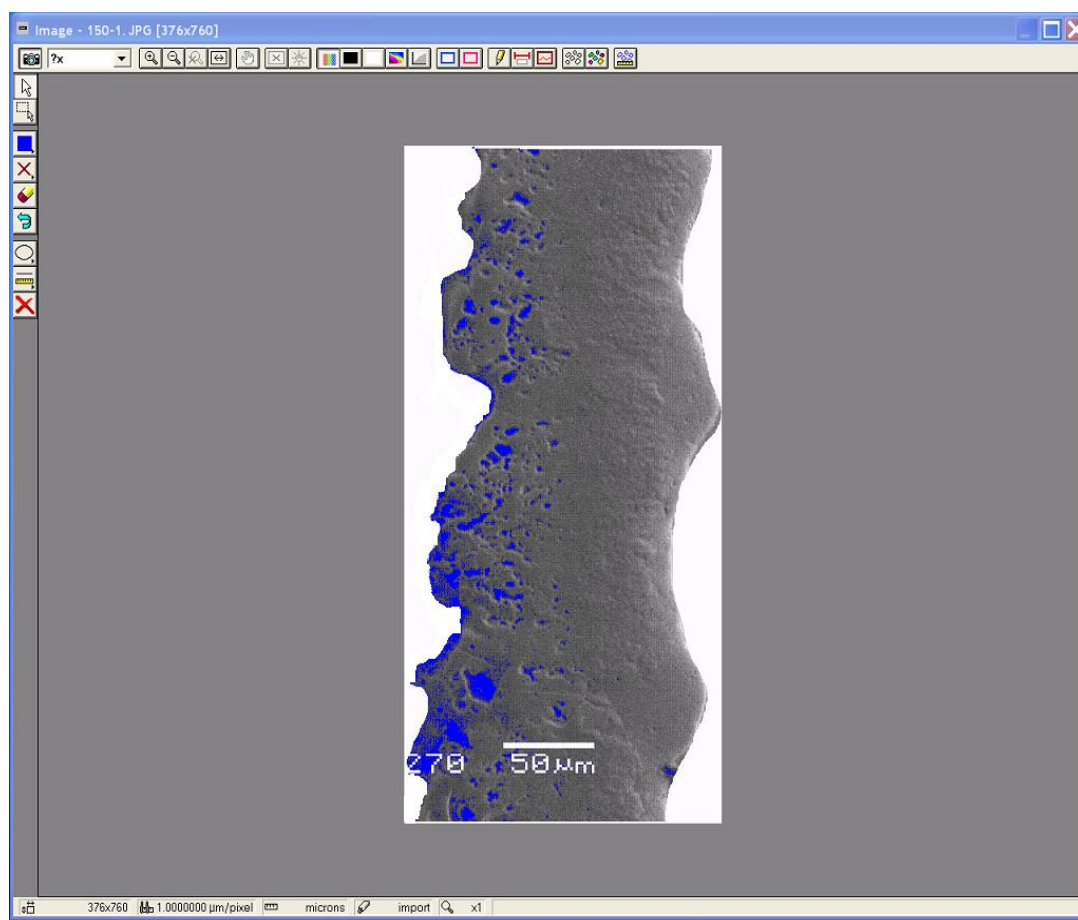 Image - 150-1.JPG [376x760]
?x
270 50μm
376x760 1.0000000 µm/pixel microns import x1